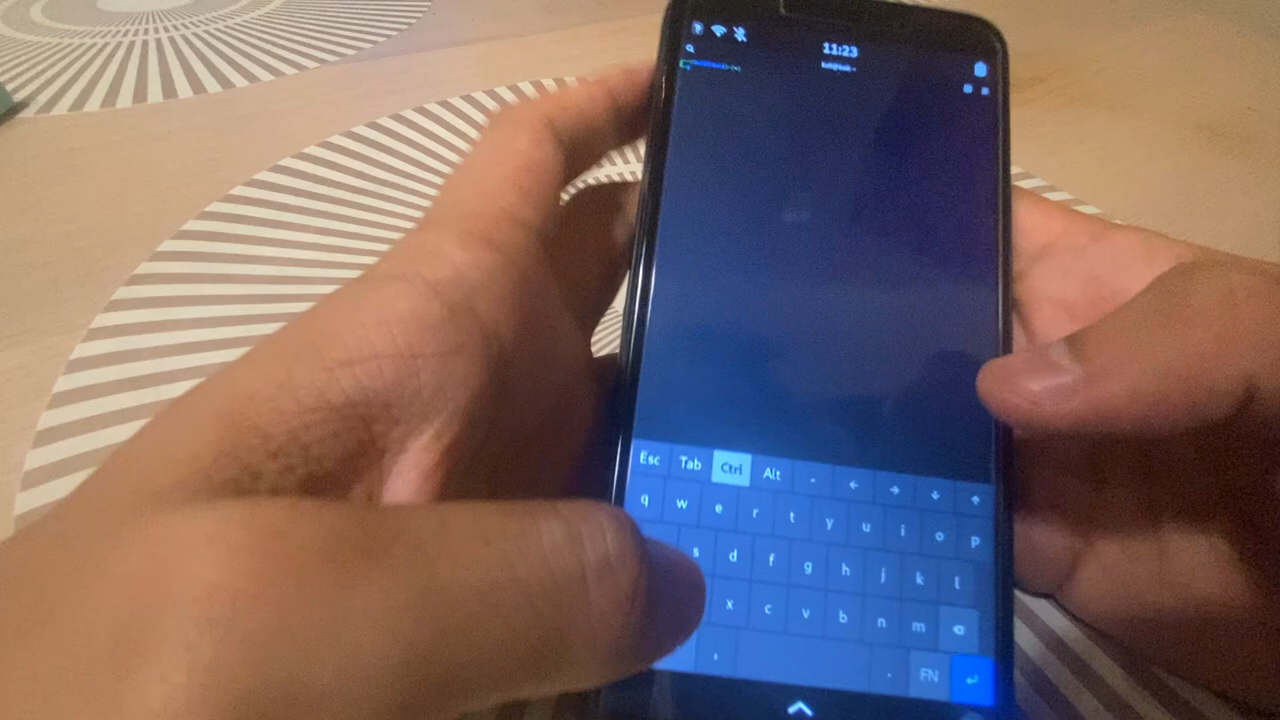 11:23
Esc Tab Ctrl Alt - ← → ↓ ↑
q w e r t y u i o p
s d f g h j k l
x c v b n m
, . FN